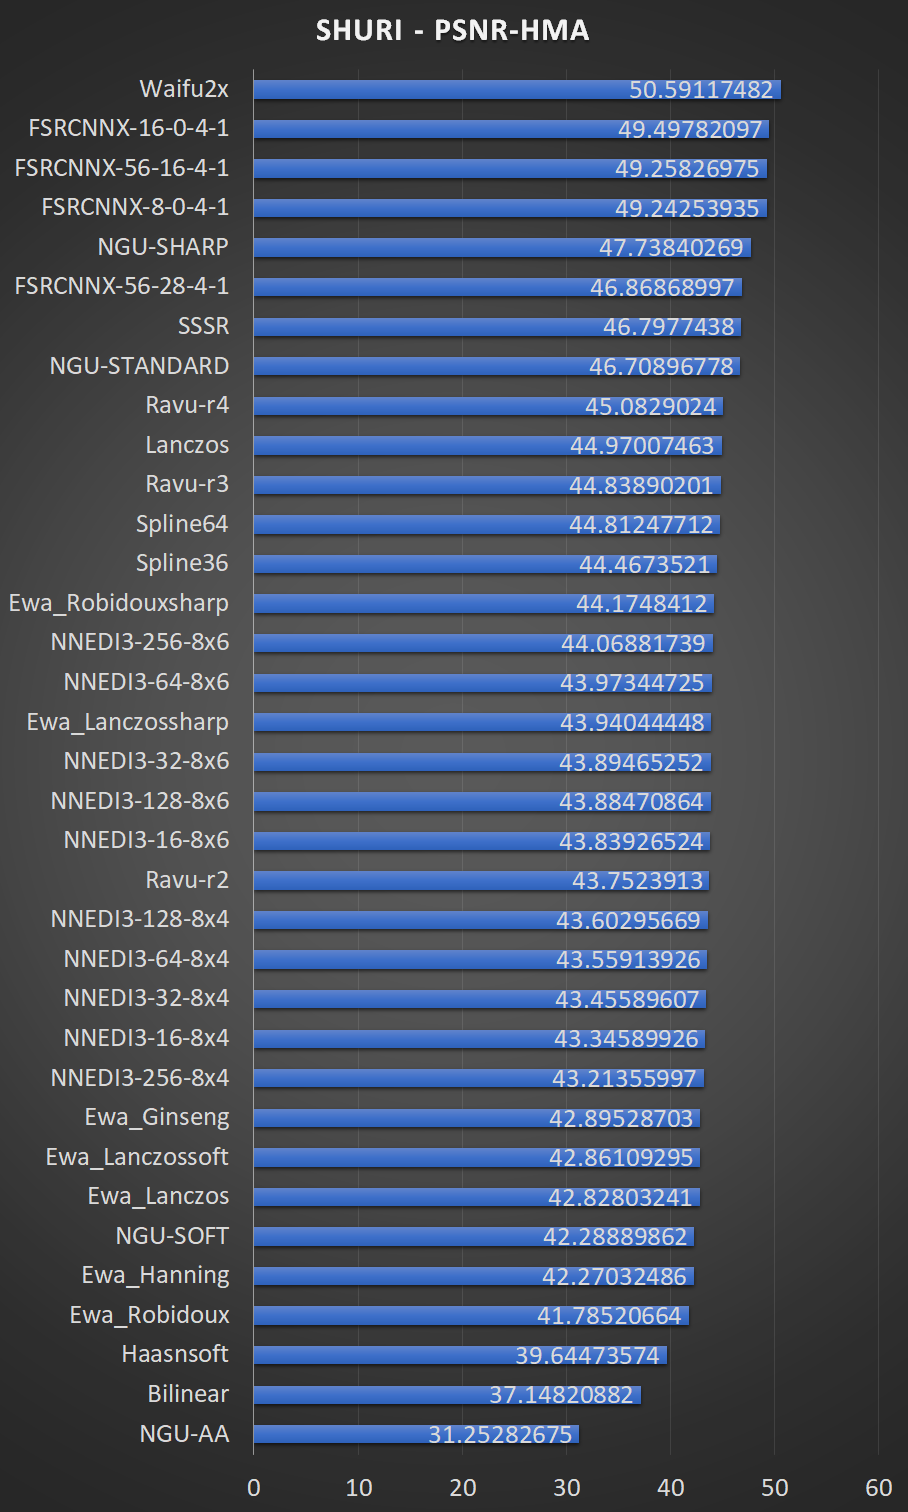 SHURI - PSNR-HMA
Waifu2x 50.59117482
FSRCNNX-16-0-4-1 49.49782097
FSRCNNX-56-16-4-1 49.25826975
FSRCNNX-8-0-4-1 49.24253935
NGU-SHARP 47.73840269
FSRCNNX-56-28-4-1 46.86868997
SSSR 46.7977438
NGU-STANDARD 46.70896778
Ravu-r4 45.0829024
Lanczos 44.97007463
Ravu-r3 44.83890201
Spline64 44.81247712
Spline36 44.4673521
Ewa_Robidouxsharp 44.1748412
NNEDI3-256-8x6 44.06881739
NNEDI3-64-8x6 43.97344725
Ewa_Lanczossharp 43.94044448
NNEDI3-32-8x6 43.89465252
NNEDI3-128-8x6 43.88470864
NNEDI3-16-8x6 43.83926524
Ravu-r2 43.7523913
NNEDI3-128-8x4 43.60295669
NNEDI3-64-8x4 43.55913926
NNEDI3-32-8x4 43.45589607
NNEDI3-16-8x4 43.34589926
NNEDI3-256-8x4 43.21355997
Ewa_Ginseng 42.89528703
Ewa_Lanczossoft 42.86109295
Ewa_Lanczos 42.82803241
NGU-SOFT 42.28889862
Ewa_Hanning 42.27032486
Ewa_Robidoux 41.78520664
Haasnsoft 39.64473574
Bilinear 37.14820882
NGU-AA 31.25282675
0 10 20 30 40 50 60